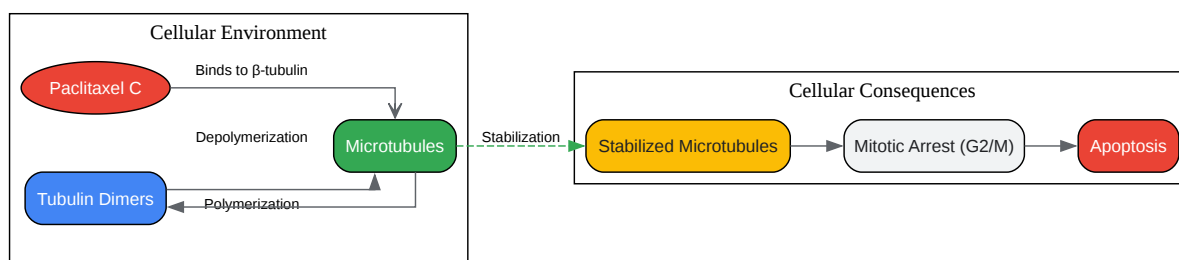 Cellular Environment
Paclitaxel C
Binds to β-tubulin
Depolymerization
Microtubules
Tubulin Dimers
Polymerization
Stabilization
Cellular Consequences
Stabilized Microtubules
Mitotic Arrest (G2/M)
Apoptosis